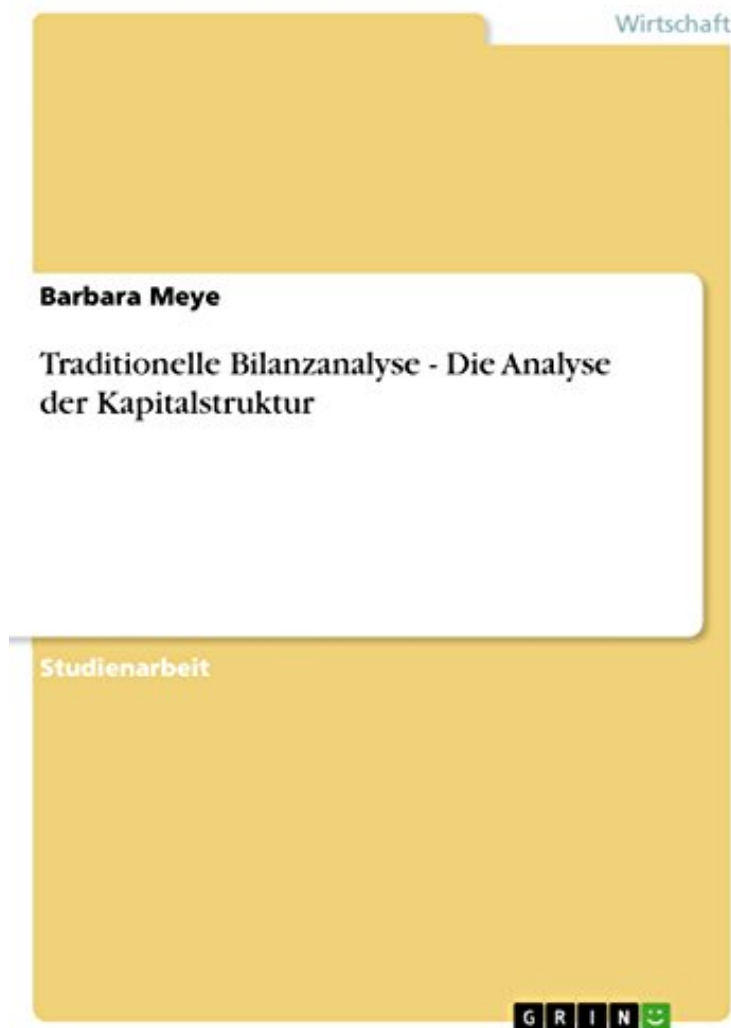 Wirtschaft
Barbara Meye
Traditionelle Bilanzanalyse - Die Analyse
der Kapitalstruktur
Studienarbeit
GRIN